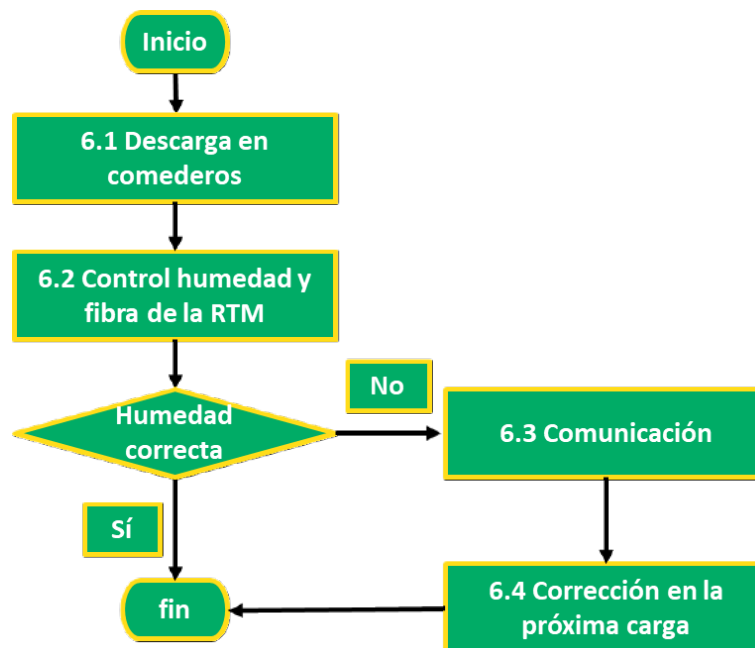 Inicio
6.1 Descarga en
comederos
6.2 Control humedad y
fibra de la RTM
Humedad
correcta
No
6.3 Comunicación
Sí
6.4 Corrección en la
próxima carga
fin